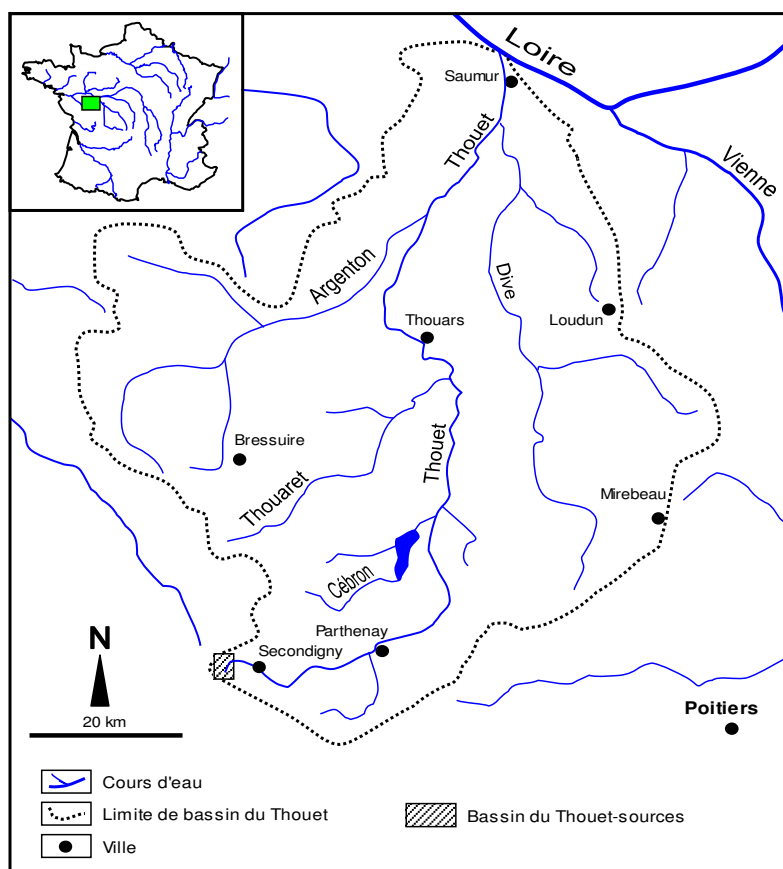 Loire
Saumur
Thouet
Vienne
Argenton
Dive
Thouars
Loudun
Bressuire
Thouet
Thouaret
Mirebeau
Cébron
Parthenay
N
Secondigny
20 km
Poitiers
Cours d'eau
Limite de bassin du Thouet
Bassin du Thouet-sources
Ville